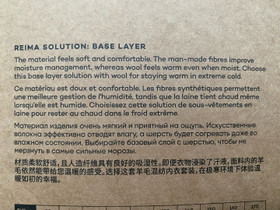 REIMA SOLUTION: BASE LAYER
The material feels soft and comfortable. The man-made fibres improve
moisture management, whereas wool feels warm even when moist. Choose
this base layer solution with wool for staying warm in extreme cold.
Ce matériau est doux et confortable. Les fibres synthétiques permettent
une meilleure gestion de l'humidité, tandis que la laine tient chaud même
lorsqu'elle est humide. Choisissez cette solution de sous-vêtements en
laine pour rester au chaud dans le froid extrême.
Материал изделия очень мягкий и приятный на ощупь. Искусственные
волокна эффективно отводят влагу, а шерсть будет согревать даже во
влажном состоянии. Выбирайте базовый слой с шерстью, чтобы не
мерзнуть в самые сильные морозы.
材质柔软舒适，且人造纤维具有良好的吸湿性，即便衣物浸染了汗液，面料内的羊
毛依然能带给您温暖的感受，选择这套羊毛混纺内衣套装，在极寒环境下体验温
暖如初的幸福。